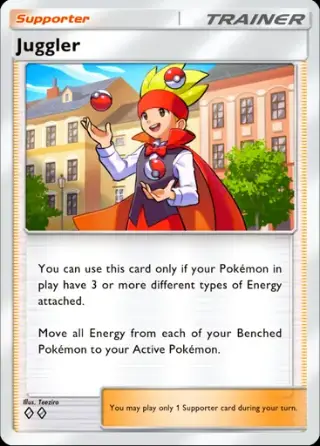 Supporter
TRAINER
Juggler
You can use this card only if your Pokémon in
play have 3 or more different types of Energy
attached.
Move all Energy from each of your Benched
Pokémon to your Active Pokémon.
Illus. Teeziro
You may play only 1 Supporter card during your turn.